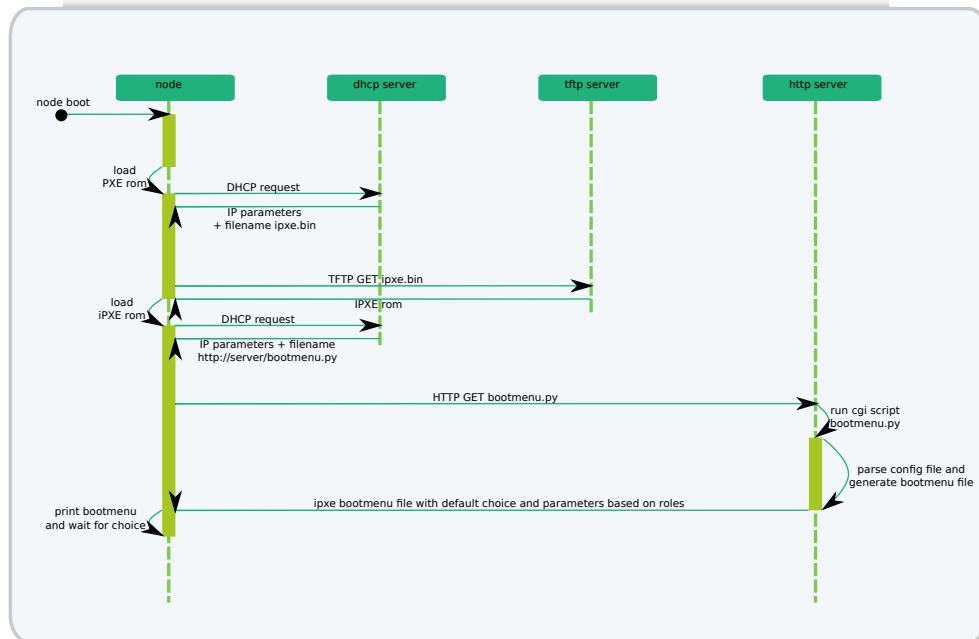 node
dhcp server
tftp server
http server
node boot
load
PXE rom
DHCP request
IP parameters
+ filename ipxe.bin
TFTP GET ipxe.bin
IPXE rom
load
iPXE rom
DHCP request
IP parameters + filename
http://server/bootmenu.py
HTTP GET bootmenu.py
run cgi script
bootmenu.py
parse config file and
generate bootmenu file
ipxe bootmenu file with default choice and parameters based on roles
print bootmenu
and wait for choice